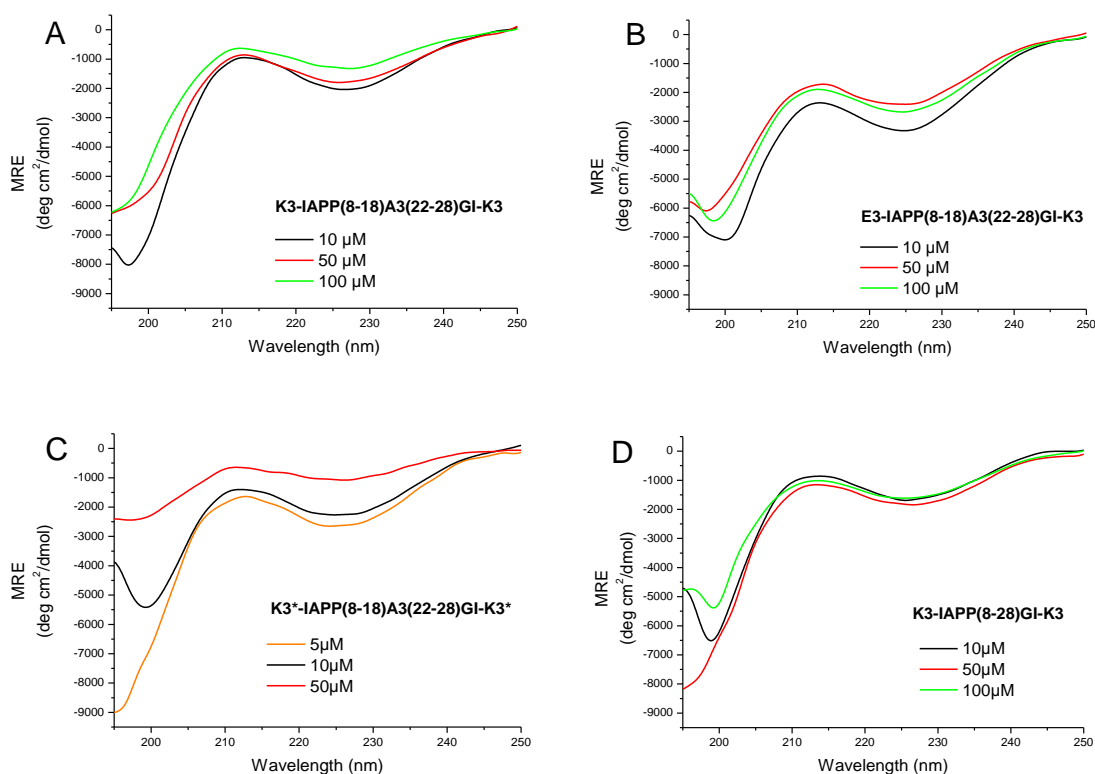 A
0
-1000
-2000
-3000
-4000
-5000
-6000
-7000
-8000
-9000
MRE
(deg cm²/dmol)
K3-IAPP(8-18)A3(22-28)GI-K3
10 µM
50 µM
100 µM
200 210 220 230 240 250
Wavelength (nm)
B
0
-1000
-2000
-3000
-4000
-5000
-6000
-7000
-8000
-9000
MRE
(deg cm²/dmol)
E3-IAPP(8-18)A3(22-28)GI-K3
10 µM
50 µM
100 µM
200 210 220 230 240 250
Wavelength (nm)
C
0
-1000
-2000
-3000
-4000
-5000
-6000
-7000
-8000
-9000
MRE
(deg cm²/dmol)
K3*-IAPP(8-18)A3(22-28)GI-K3*
5µM
10µM
50µM
200 210 220 230 240 250
Wavelength (nm)
D
0
-1000
-2000
-3000
-4000
-5000
-6000
-7000
-8000
-9000
MRE
(deg cm²/dmol)
K3-IAPP(8-28)GI-K3
10µM
50µM
100µM
200 210 220 230 240 250
Wavelength (nm)